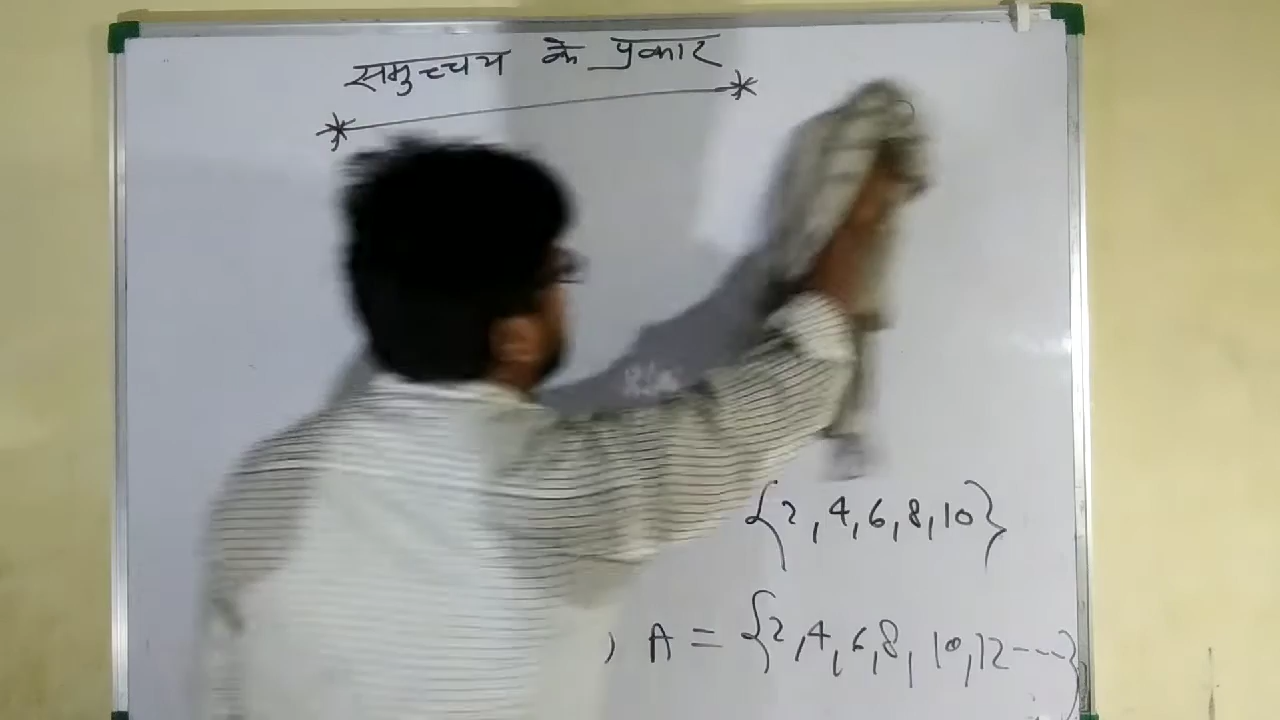 समुच्चय के प्रकार
{2, 4, 6, 8, 10}
) A = {2, 4, 6, 8, 10, 12 ---}